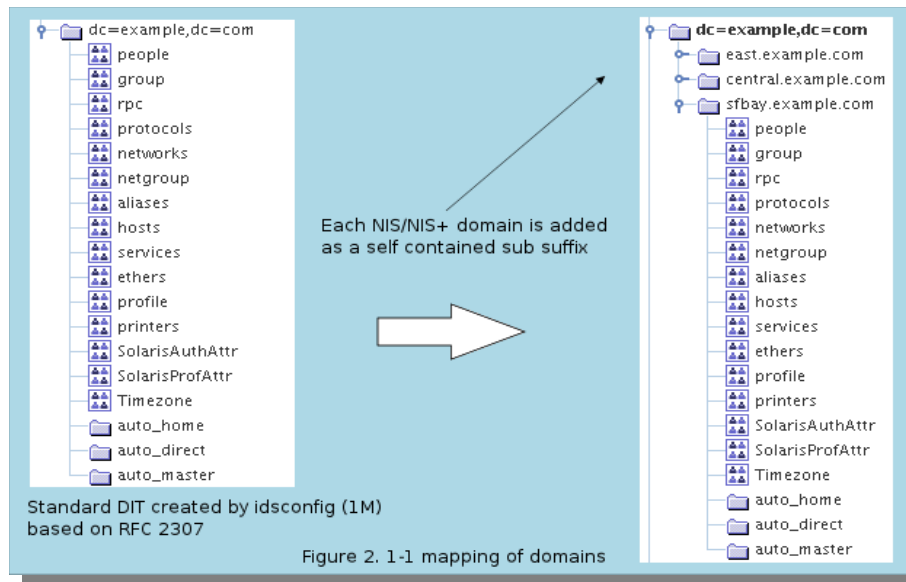 dc=example,dc=com
people
group
rpc
protocols
networks
netgroup
aliases
hosts
services
ethers
profile
printers
SolarisAuthAttr
SolarisProfAttr
Timezone
auto_home
auto_direct
auto_master
Standard DIT created by idsconfig (1M)
based on RFC 2307
Each NIS/NIS+ domain is added
as a self contained sub suffix
dc=example,dc=com
east.example.com
central.example.com
sfbay.example.com
people
group
rpc
protocols
networks
netgroup
aliases
hosts
services
ethers
profile
printers
SolarisAuthAttr
SolarisProfAttr
Timezone
auto_home
auto_direct
auto_master
Figure 2. 1-1 mapping of domains